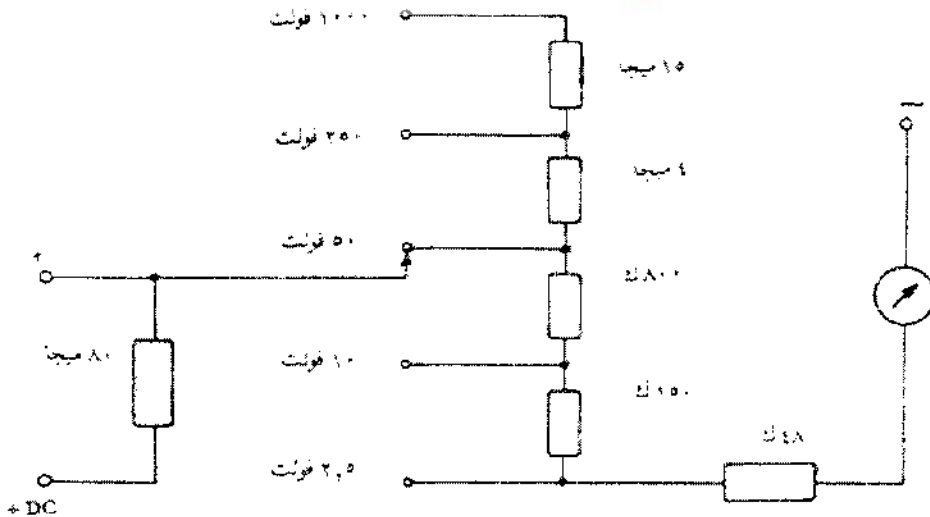 ١٠٠٠ فولت
١٥ ميجا
٢٥٠ فولت
٤ ميجا
٥٠ فولت
+
٨٠٠ ك
٨٠ ميجا
١٠ فولت
١٥٠ ك
٤٨ ك
٢,٥ فولت
+ DC
−